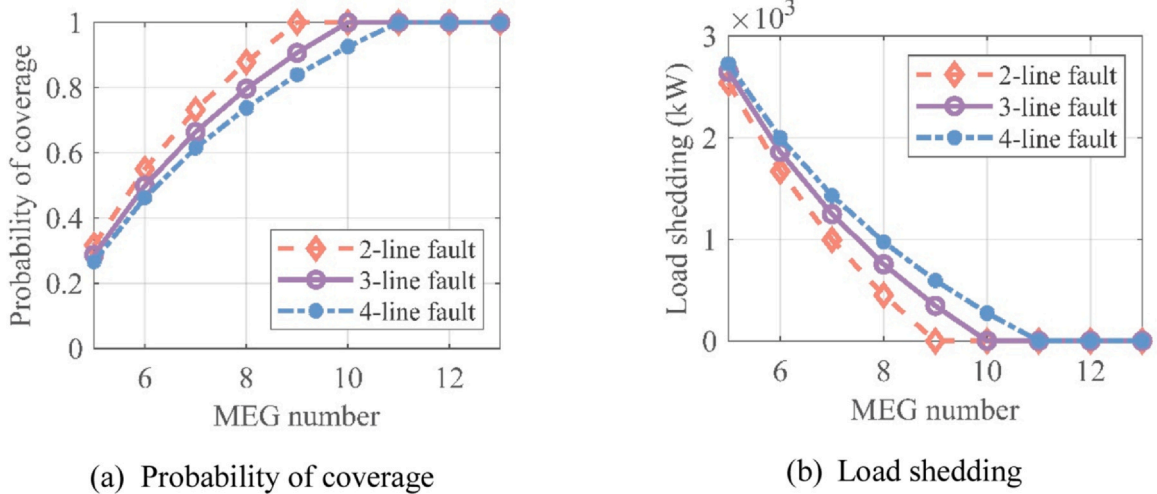 Probability of coverage
1
0.8
0.6
0.4
0.2
0
2-line fault
3-line fault
4-line fault
6
8
10
12
MEG number
(a) Probability of coverage
×10³
Load shedding (kW)
3
2
1
0
2-line fault
3-line fault
4-line fault
6
8
10
12
MEG number
(b) Load shedding